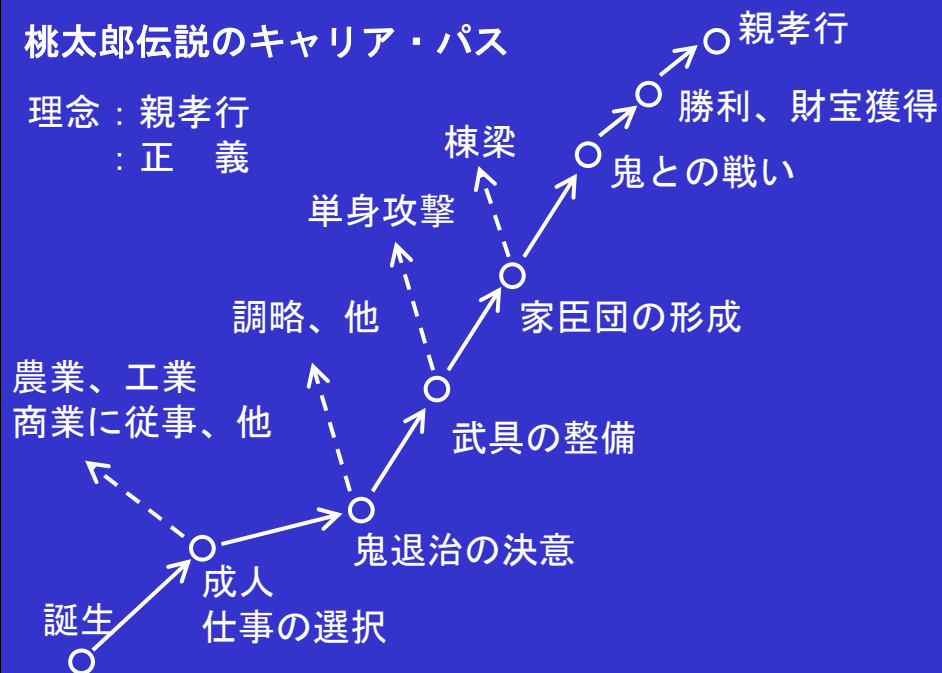 桃太郎伝説のキャリア・パス
親孝行
理念：親孝行
：正　義
勝利、財宝獲得
棟梁
鬼との戦い
単身攻撃
調略、他
家臣団の形成
農業、工業
商業に従事、他
武具の整備
鬼退治の決意
成人
仕事の選択
誕生